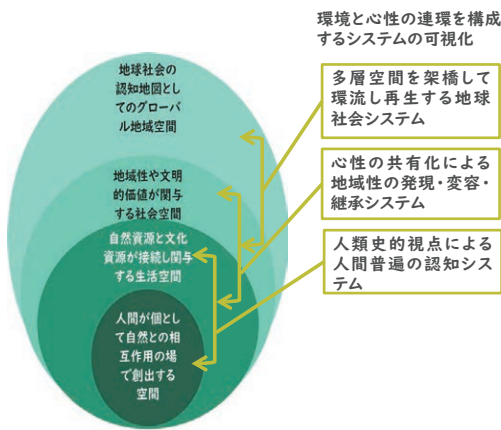 環境と心性の連環を構成
するシステムの可視化
地球社会の
認知地図とし
てのグローバ
ル地域空間
多層空間を架橋して
環流し再生する地球
社会システム
地域性や文明
的価値が関与
する社会空間
心性の共有化による
地域性の発現・変容・
継承システム
自然資源と文化
資源が接続し関与
する生活空間
人類史的視点による
人間普遍の認知シス
テム
人間が個とし
て自然との相
互作用の場
で創出する
空間